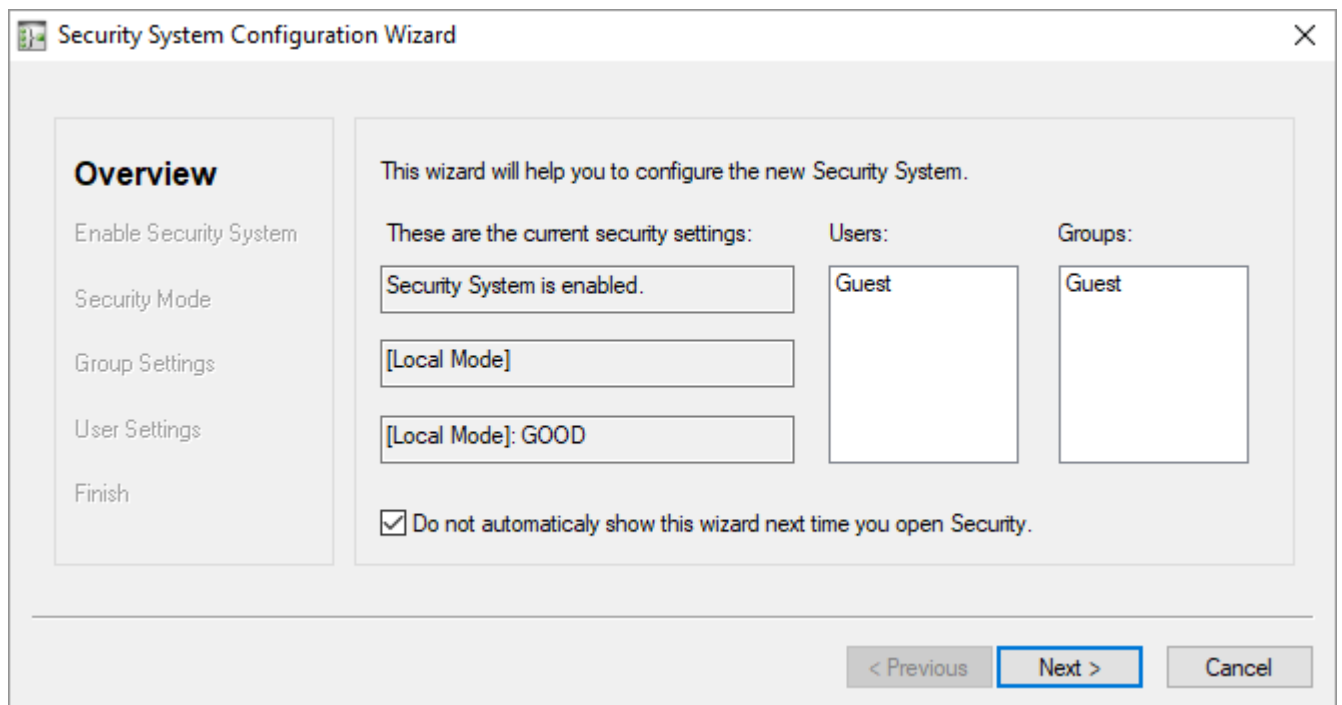 Security System Configuration Wizard
Overview
Enable Security System
Security Mode
Group Settings
User Settings
Finish
This wizard will help you to configure the new Security System.
These are the current security settings:
Users:
Groups:
Security System is enabled.
[Local Mode]
[Local Mode]: GOOD
Guest
Guest
Do not automaticaly show this wizard next time you open Security.
< Previous
Next >
Cancel